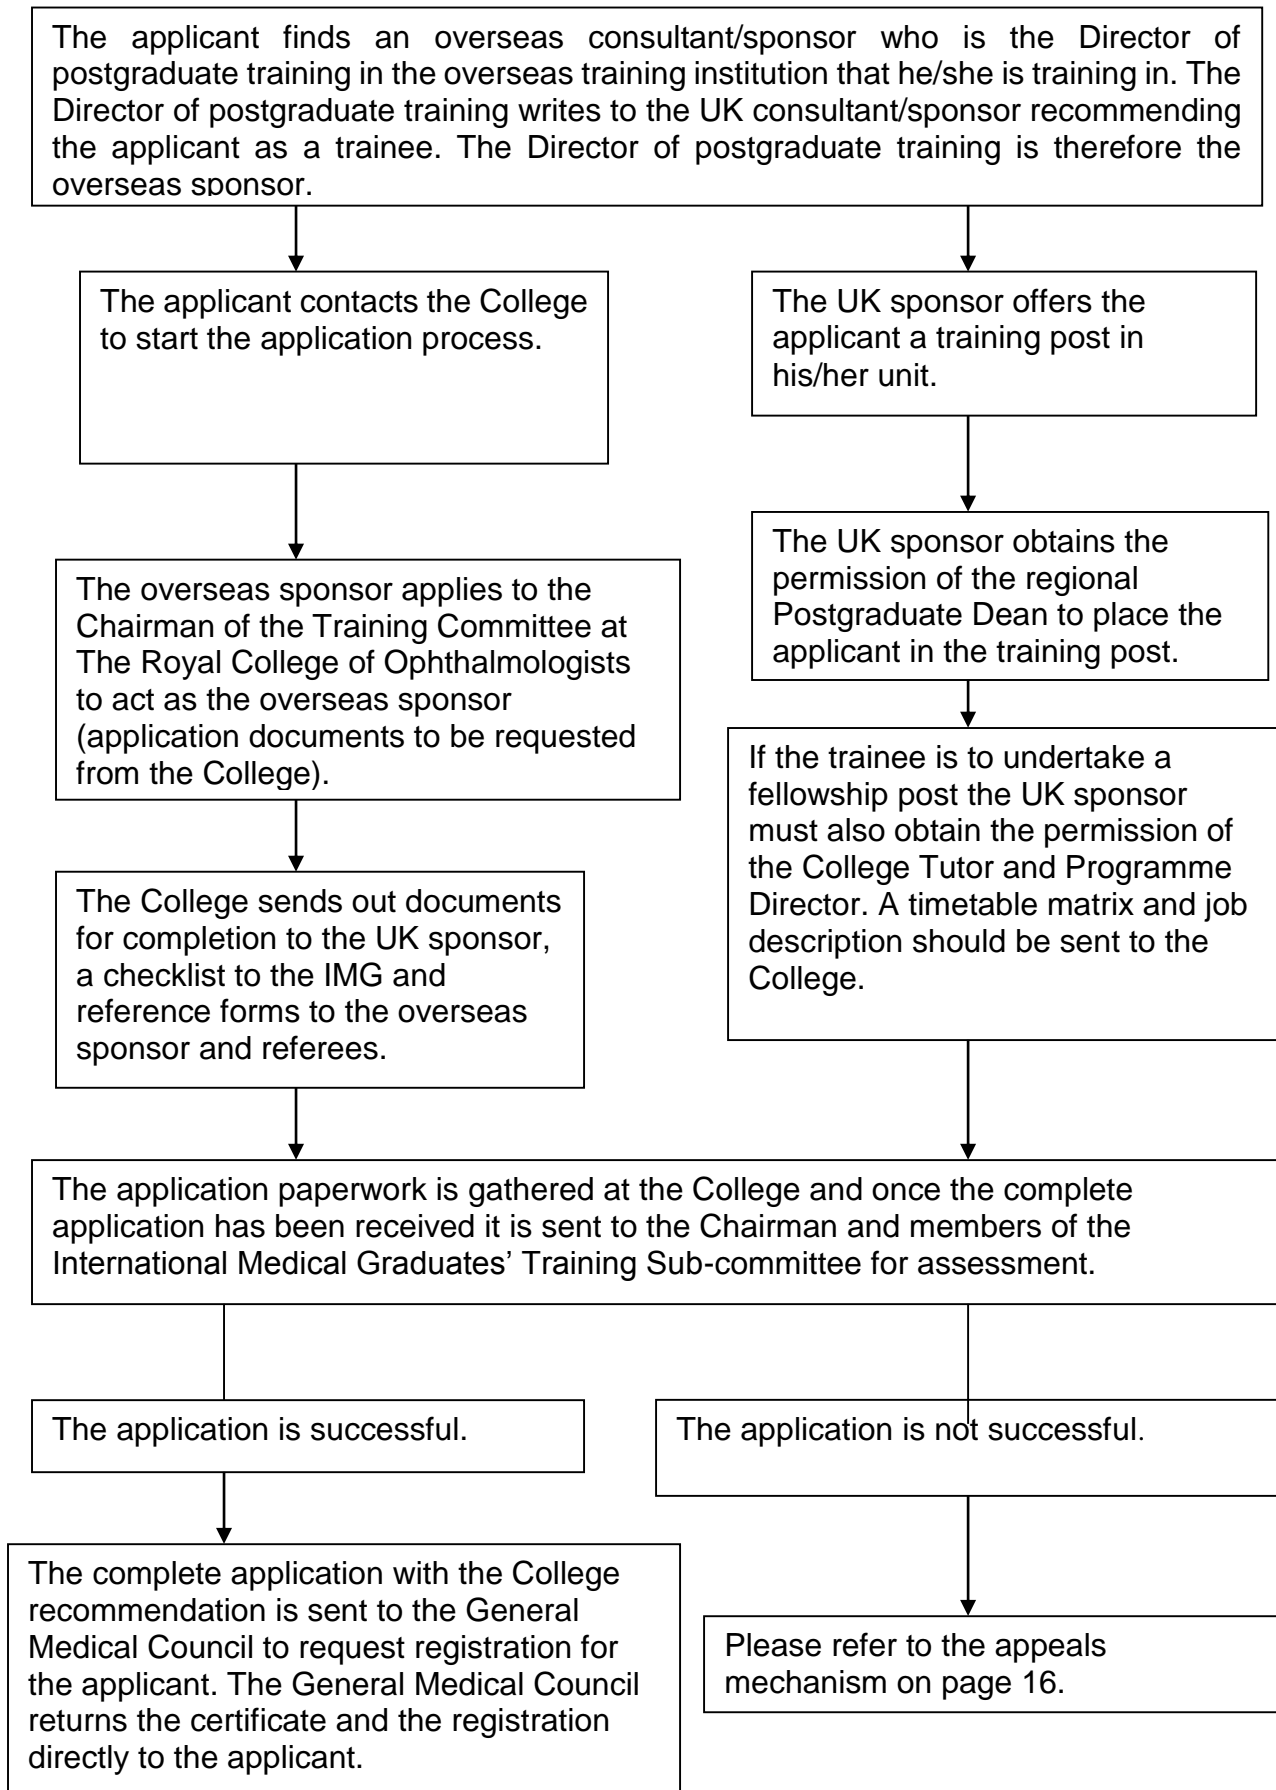 The applicant finds an overseas consultant/sponsor who is the Director of
postgraduate training in the overseas training institution that he/she is training in. The
Director of postgraduate training writes to the UK consultant/sponsor recommending
the applicant as a trainee. The Director of postgraduate training is therefore the
overseas sponsor.
The applicant contacts the College
to start the application process.
The UK sponsor offers the
applicant a training post in
his/her unit.
The overseas sponsor applies to the
Chairman of the Training Committee at
The Royal College of Ophthalmologists
to act as the overseas sponsor
(application documents to be requested
from the College).
The UK sponsor obtains the
permission of the regional
Postgraduate Dean to place the
applicant in the training post.
The College sends out documents
for completion to the UK sponsor,
a checklist to the IMG and
reference forms to the overseas
sponsor and referees.
If the trainee is to undertake a
fellowship post the UK sponsor
must also obtain the permission of
the College Tutor and Programme
Director. A timetable matrix and job
description should be sent to the
College.
The application paperwork is gathered at the College and once the complete
application has been received it is sent to the Chairman and members of the
International Medical Graduates’ Training Sub-committee for assessment.
The application is successful.
The application is not successful.
The complete application with the College
recommendation is sent to the General
Medical Council to request registration for
the applicant. The General Medical Council
returns the certificate and the registration
directly to the applicant.
Please refer to the appeals
mechanism on page 16.